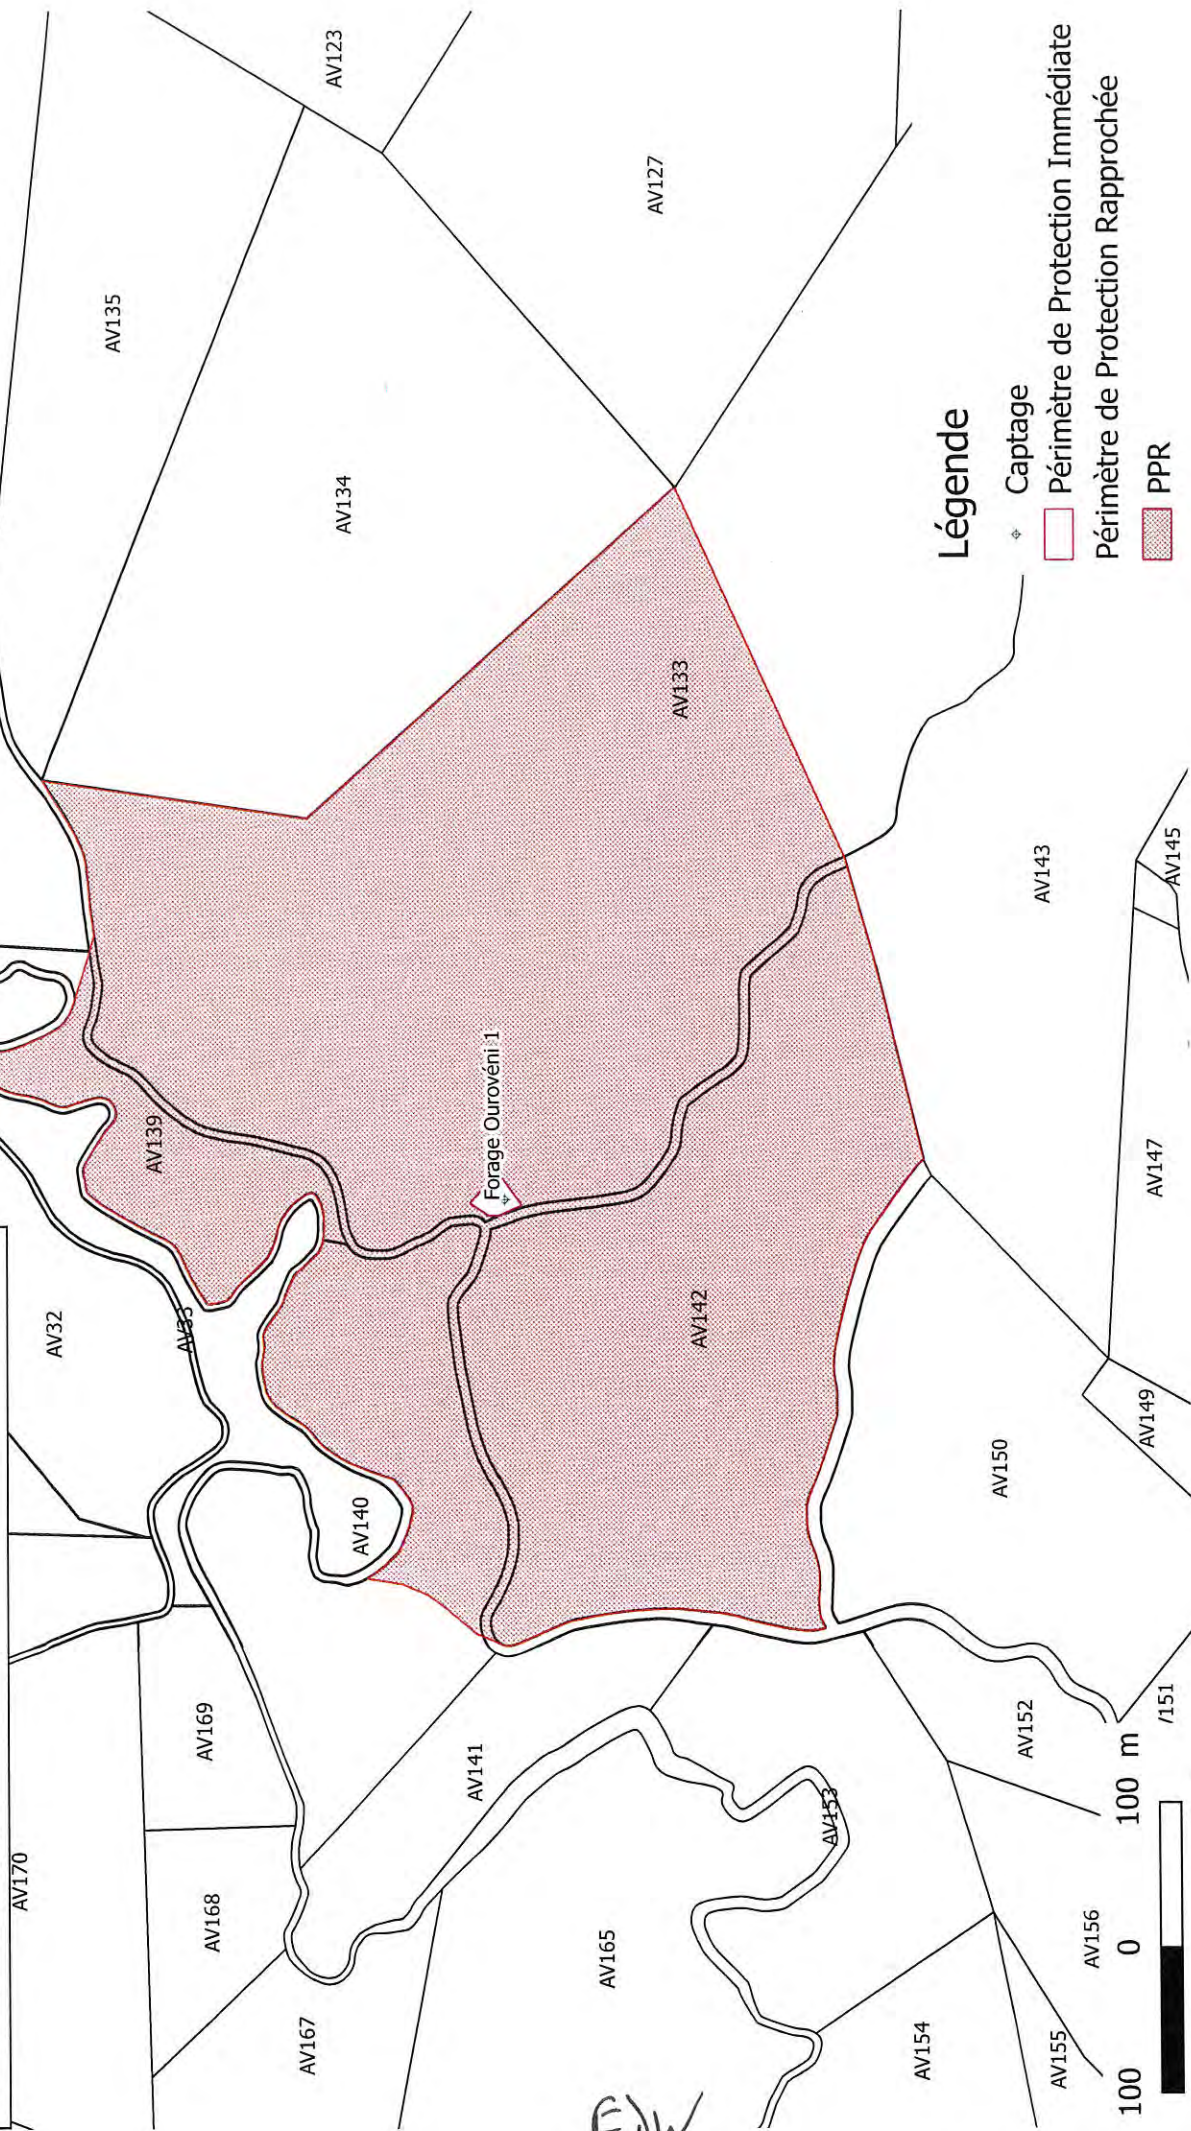 AV123
AV135
AV127
AV134
AV133
AV139
Forage Ourovéni 1
AV143
AV145
AV147
AV32
AV33
AV142
AV140
AV150
AV149
AV169
AV141
AV152
/151
AV170
AV168
AV153
AV165
AV167
AV156
AV154
AV155
Légende
Captage
Périmètre de Protection Immédiate
Périmètre de Protection Rapprochée
PPR
100 0 100 m